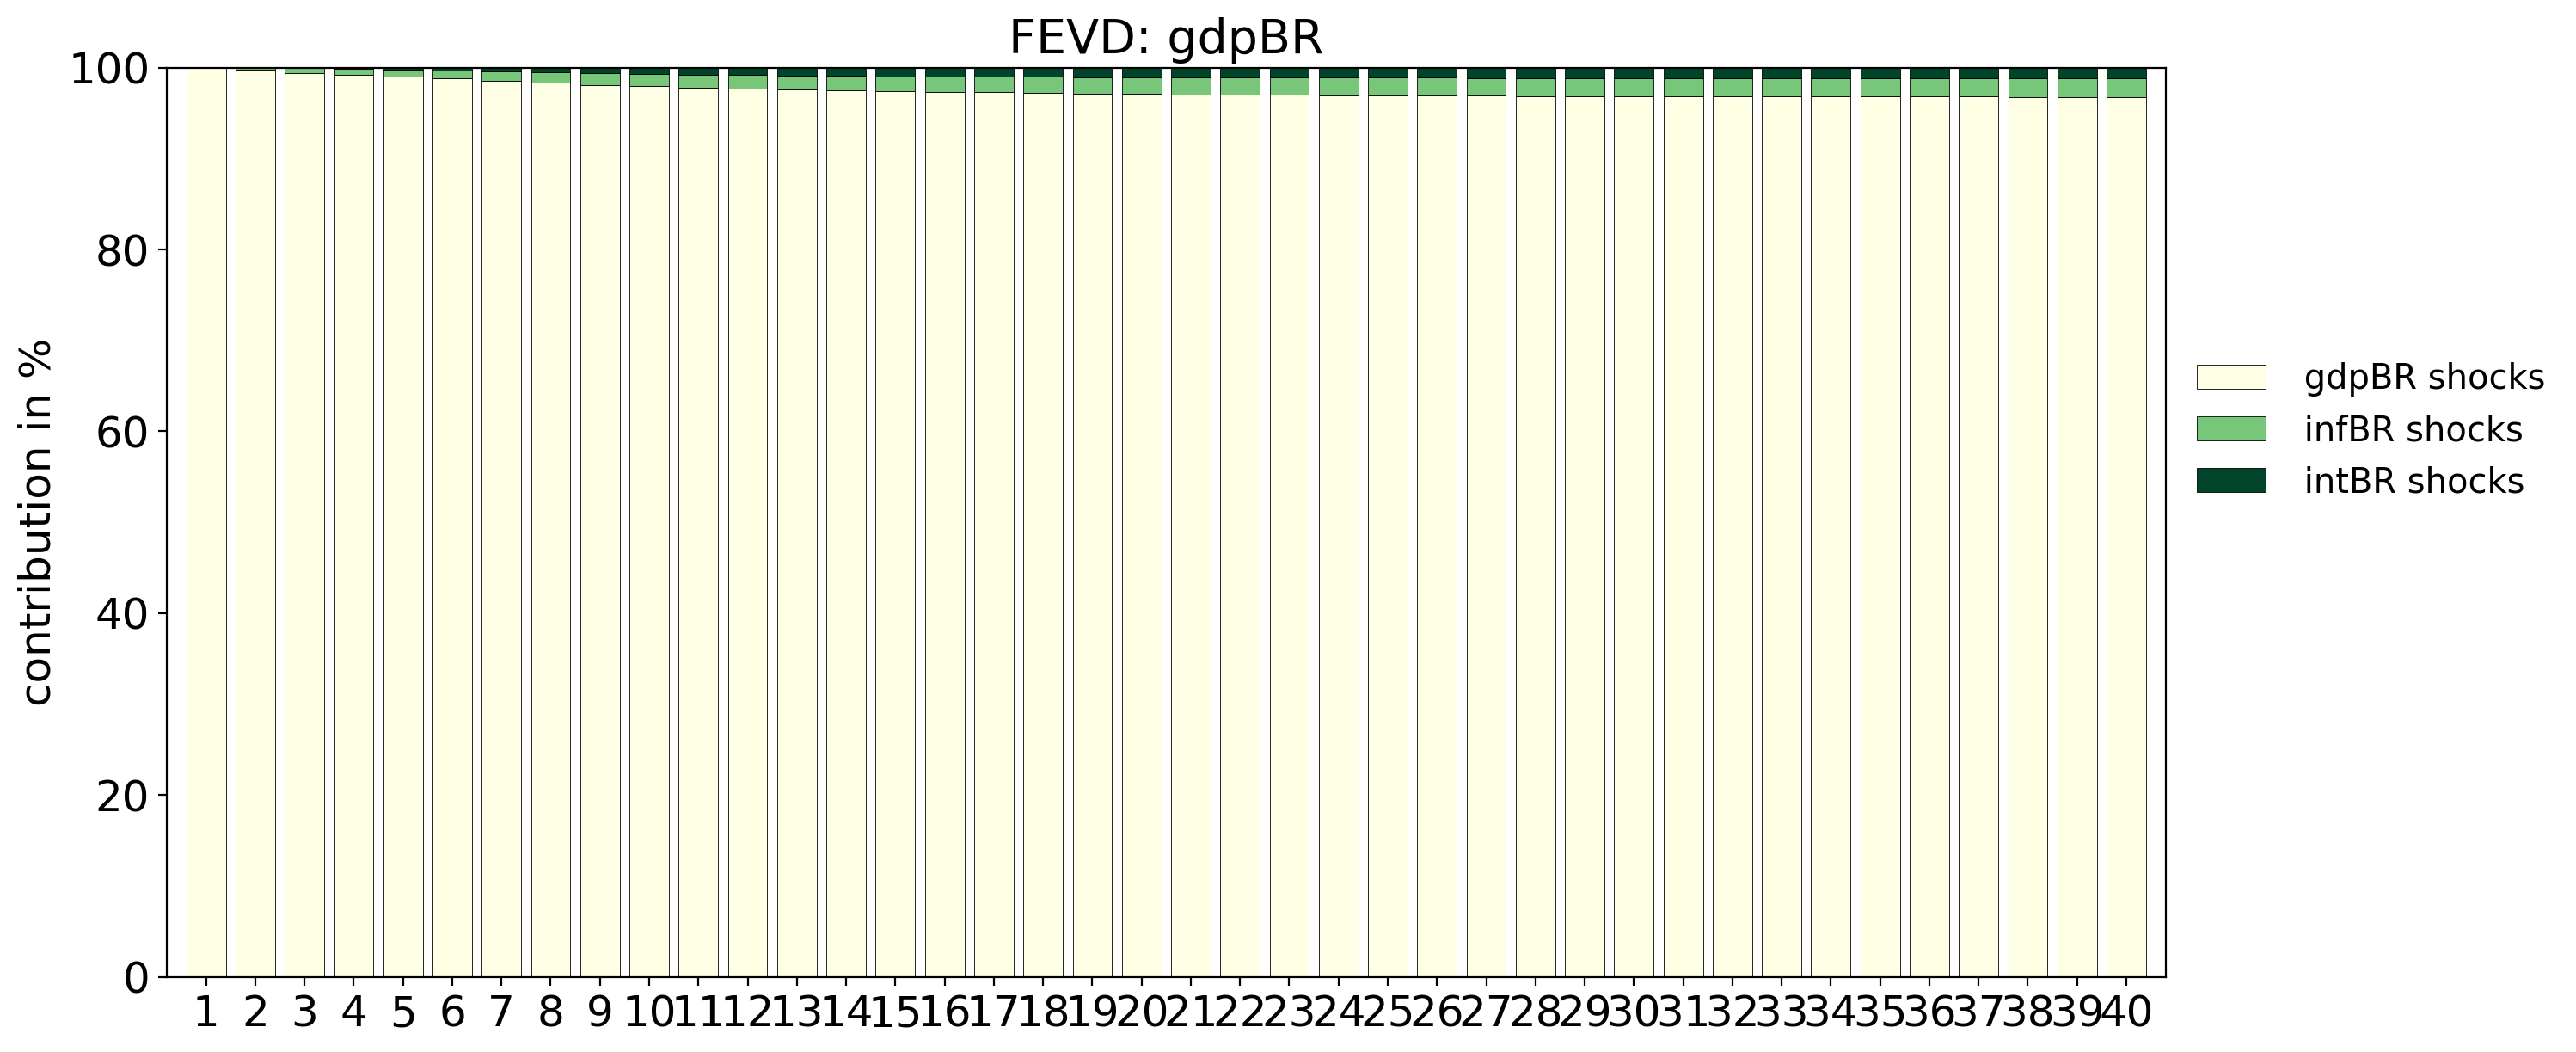 FEVD: gdpBR
contribution in %
100
80
60
40
20
0
1 2 3 4 5 6 7 8 9 10 11 12 13 14 15 16 17 18 19 20 21 22 23 24 25 26 27 28 29 30 31 32 33 34 35 36 37 38 39 40
gdpBR shocks
infBR shocks
intBR shocks